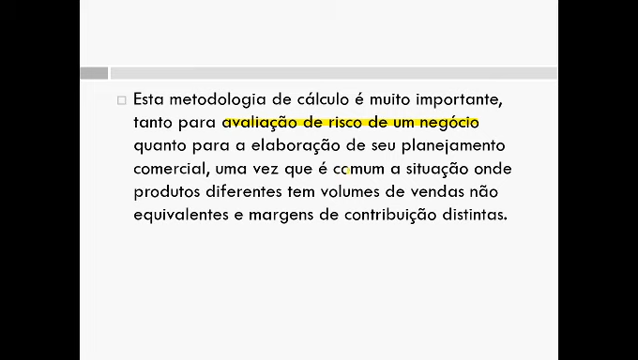 Esta metodologia de cálculo é muito importante,
tanto para avaliação de risco de um negócio
quanto para a elaboração de seu planejamento
comercial, uma vez que é comum a situação onde
produtos diferentes tem volumes de vendas não
equivalentes e margens de contribuição distintas.